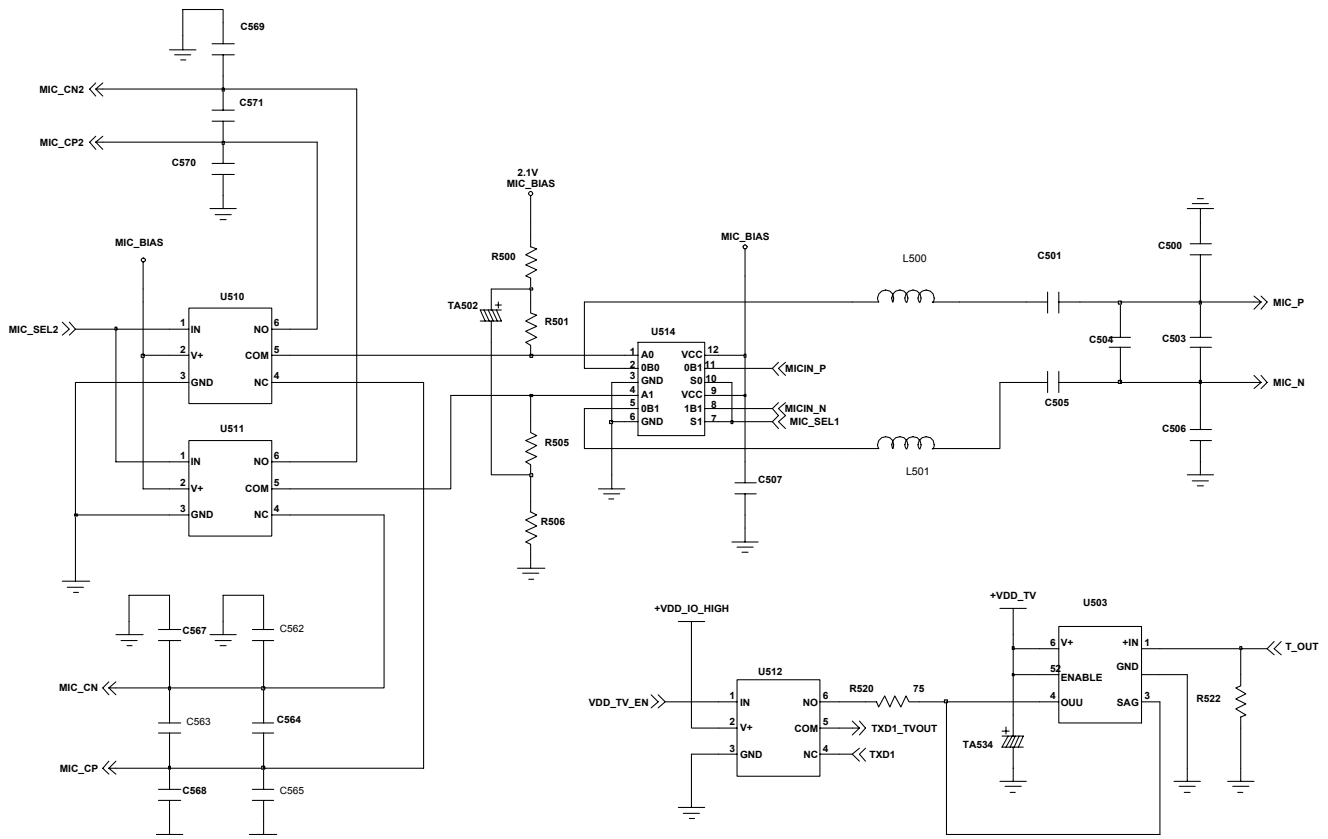 C569
MIC_CN2
C571
MIC_CP2
C570
MIC_BIAS
U510
MIC_SEL2
1 IN NO 6
2 V+ COM 5
3 GND NC 4
U511
1 IN NO 6
2 V+ COM 5
3 GND NC 4
C567
C562
MIC_CN
C563
C564
MIC_CP
C568
C565
2.1V
MIC_BIAS
R500
TA502
+
R501
R505
R506
MIC_BIAS
U514
1 A0 VCC 12
2 0B0 0B1 11
3 GND S0 10
4 A1 VCC 9
5 0B1 1B1 8
6 GND S1 7
MICIN_P
MICIN_N
MIC_SEL1
C507
L500
C501
C500
MIC_P
C504
C503
MIC_N
C505
L501
C506
+VDD_IO_HIGH
U512
VDD_TV_EN
1 IN NO 6
2 V+ COM 5
3 GND NC 4
R520 75
TXD1_TVOUT
TXD1
+VDD_TV
U503
6 V+ +IN 1
52 ENABLE GND
4 OUU SAG 3
T_OUT
R522
+
TA534